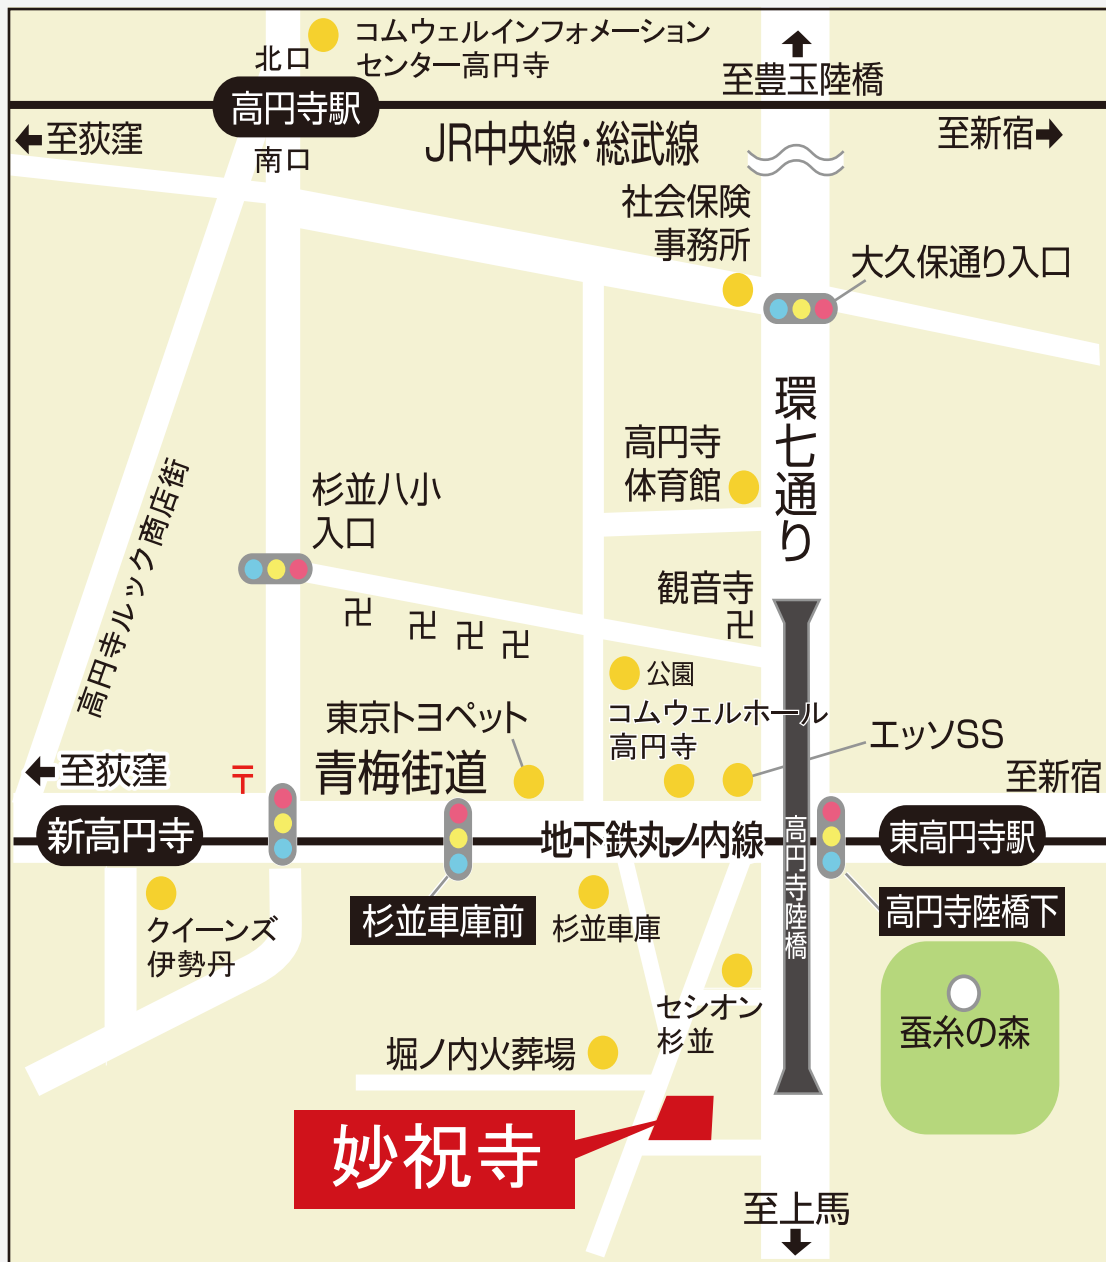 コムウェルインフォメーション
センター高円寺
北口
至豊玉陸橋
高円寺駅
至荻窪
JR中央線・総武線
至新宿
南口
社会保険
事務所
大久保通り入口
環七通り
高円寺
体育館
高円寺ルック商店街
杉並八小
入口
観音寺
卍
卍
卍
卍
卍
公園
コムウェルホール
高円寺
東京トヨペット
エッソSS
青梅街道
至荻窪
〒
至新宿
新高円寺
地下鉄丸ノ内線
高円寺陸橋
東高円寺駅
杉並車庫前
杉並車庫
高円寺陸橋下
クイーンズ
伊勢丹
セシオン
杉並
蚕糸の森
堀ノ内火葬場
妙祝寺
至上馬